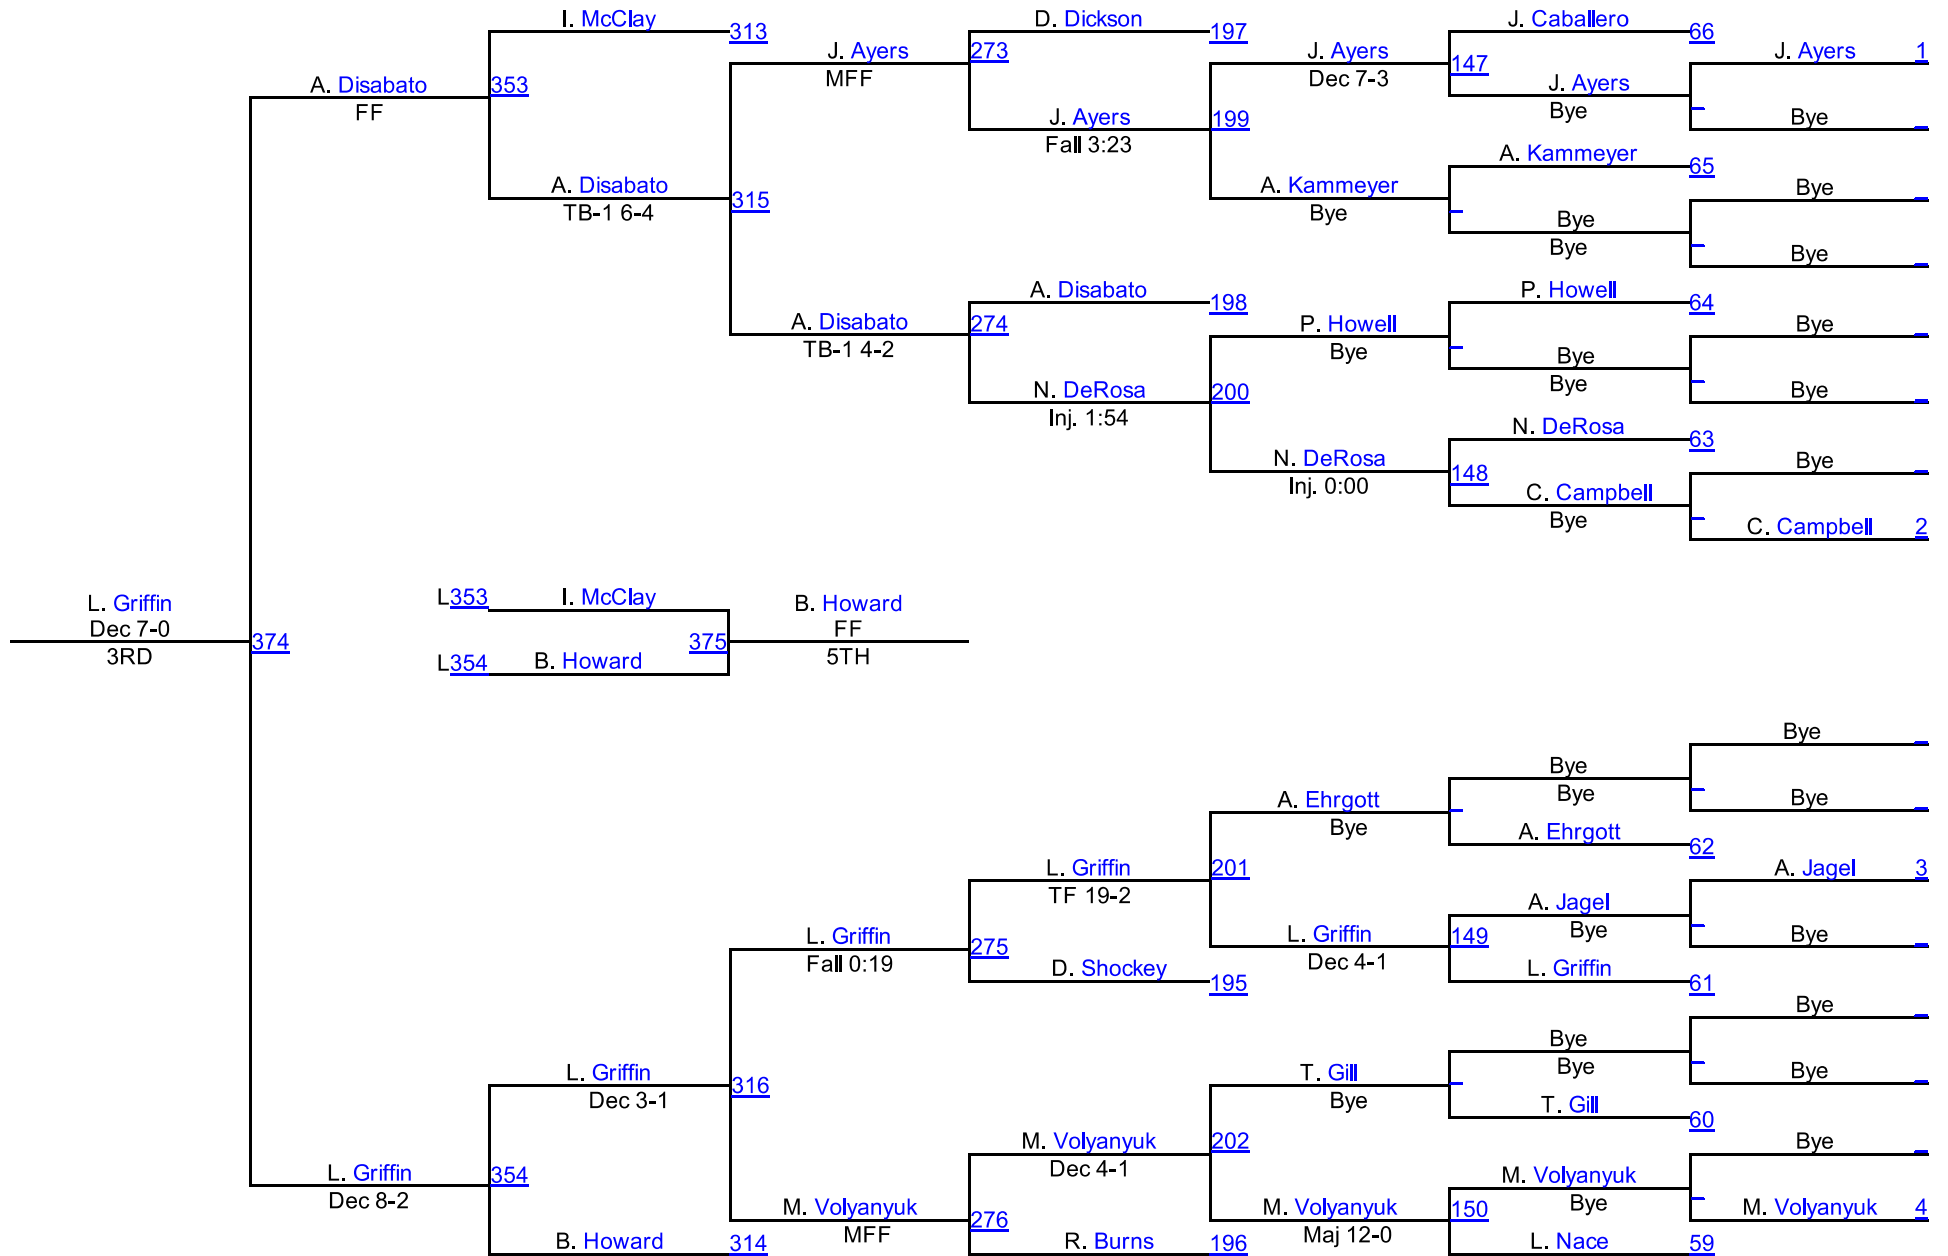 I. McClay
313
D. Dickson
197
J. Caballero
66
J. Ayers
MFF
273
J. Ayers
Dec 7-3
147
J. Ayers
1
A. Disabato
FF
353
J. Ayers
Bye
J. Ayers
Fall 3:23
199
Bye
A. Kammeyer
65
A. Disabato
TB-1 6-4
315
A. Kammeyer
Bye
Bye
Bye
Bye
Bye
A. Disabato
198
P. Howell
64
A. Disabato
TB-1 4-2
274
P. Howell
Bye
Bye
Bye
Bye
N. DeRosa
Inj. 1:54
200
Bye
N. DeRosa
63
N. DeRosa
Inj. 0:00
148
Bye
C. Campbell
Bye
C. Campbell
2
L. Griffin
Dec 7-0
3RD
374
L353
I. McClay
375
L354
B. Howard
B. Howard
FF
5TH
Bye
Bye
Bye
A. Ehrgott
Bye
Bye
A. Ehrgott
62
L. Griffin
TF 19-2
201
A. Jagel
3
A. Jagel
Bye
L. Griffin
Fall 0:19
275
L. Griffin
Dec 4-1
149
Bye
D. Shockey
195
L. Griffin
61
Bye
Bye
Bye
L. Griffin
Dec 3-1
316
T. Gill
Bye
Bye
T. Gill
60
M. Volyanyuk
Dec 4-1
202
Bye
L. Griffin
Dec 8-2
354
M. Volyanyuk
Bye
M. Volyanyuk
MFF
276
M. Volyanyuk
Maj 12-0
150
M. Volyanyuk
4
B. Howard
314
R. Burns
196
L. Nace
59